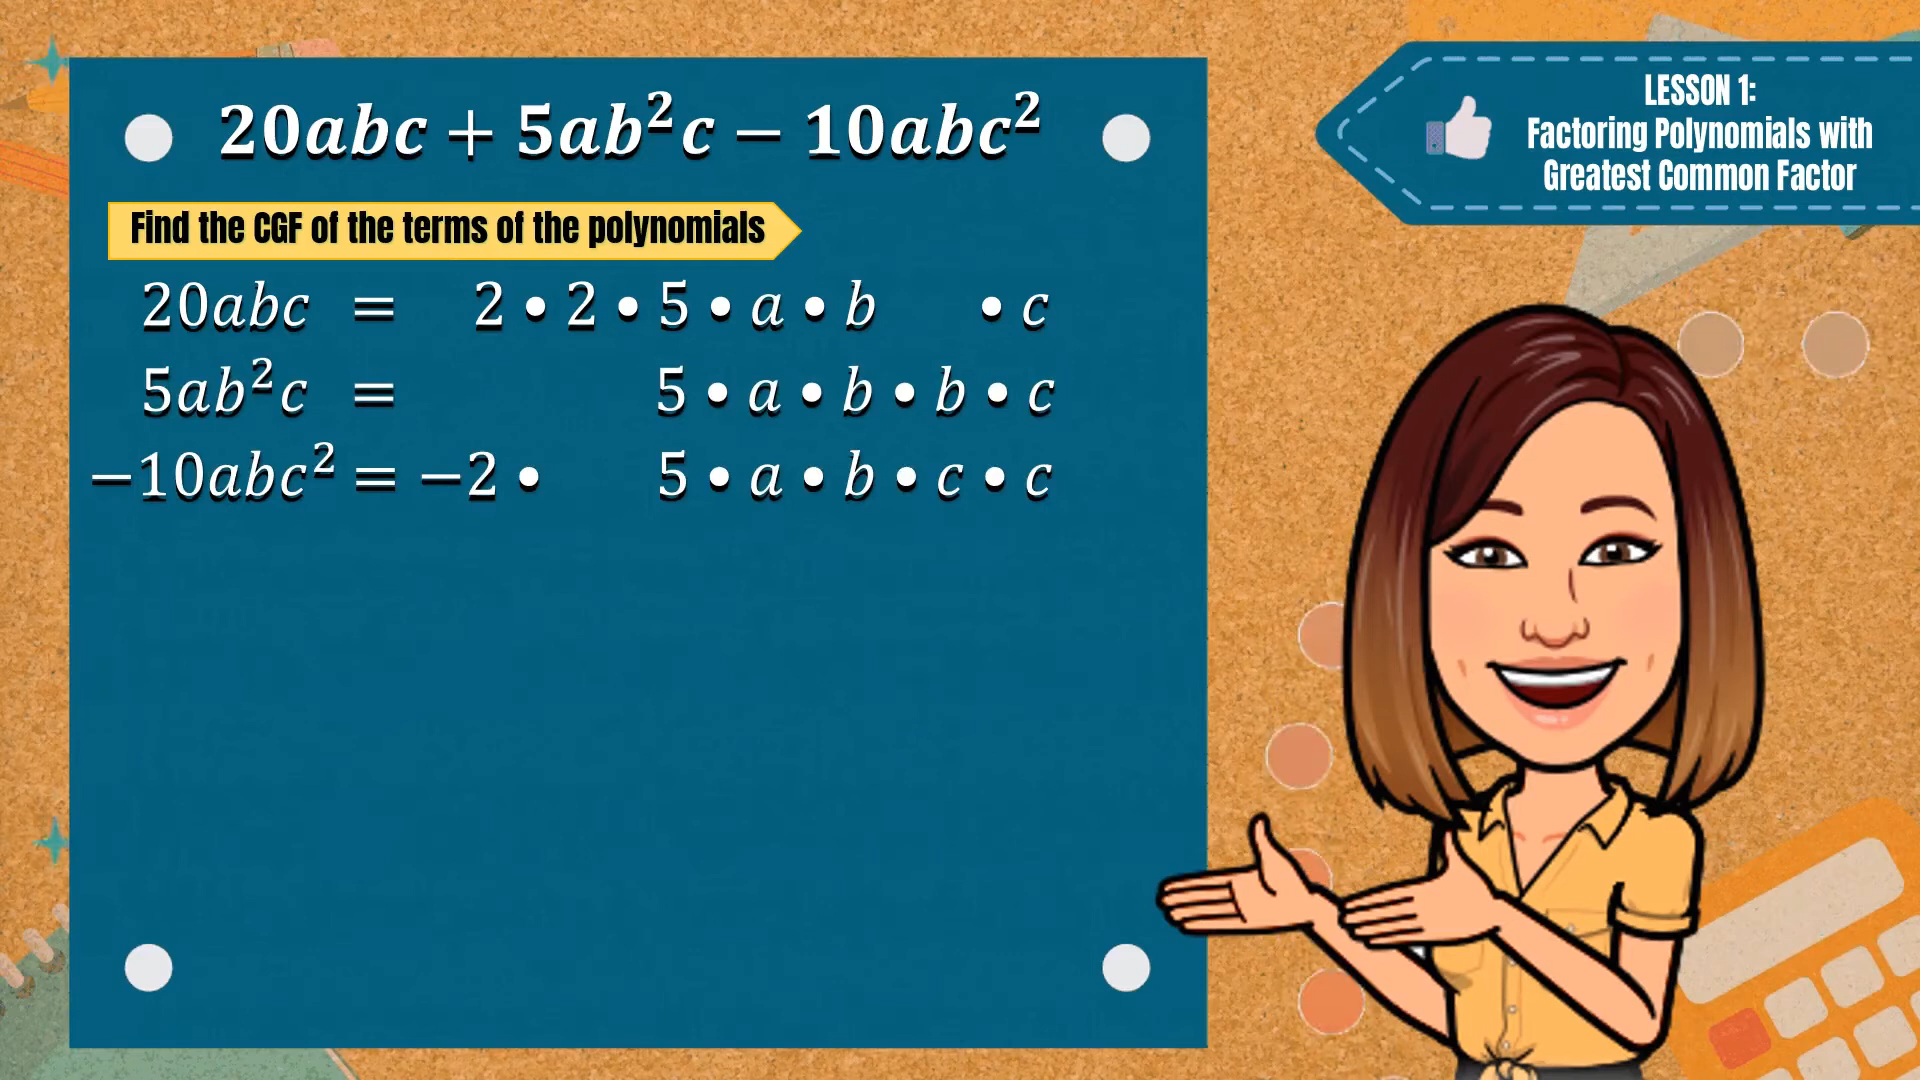 20abc + 5ab²c − 10abc²
LESSON 1:
Factoring Polynomials with
Greatest Common Factor
Find the CGF of the terms of the polynomials
20abc = 2 • 2 • 5 • a • b • c
5ab²c = 5 • a • b • b • c
−10abc² = −2 • 5 • a • b • c • c